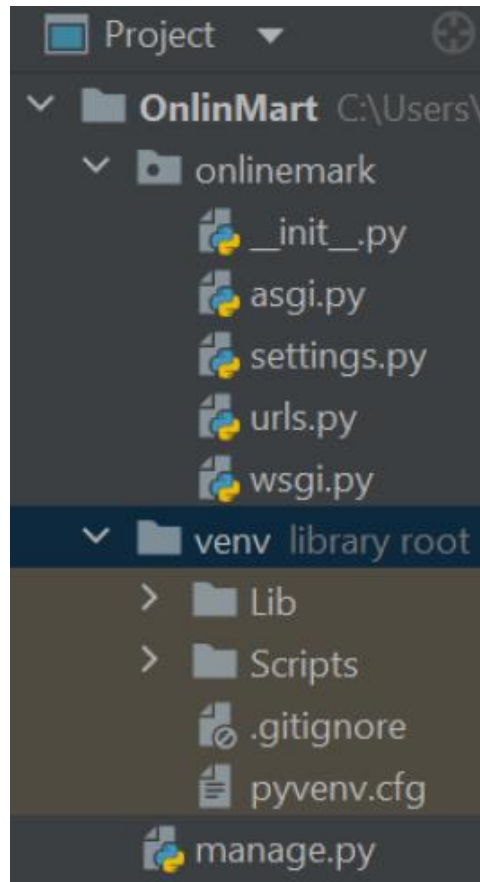 Project
OnlinMart C:\Users\
onlinemark
__init__.py
asgi.py
settings.py
urls.py
wsgi.py
venv library root
Lib
Scripts
.gitignore
pyvenv.cfg
manage.py